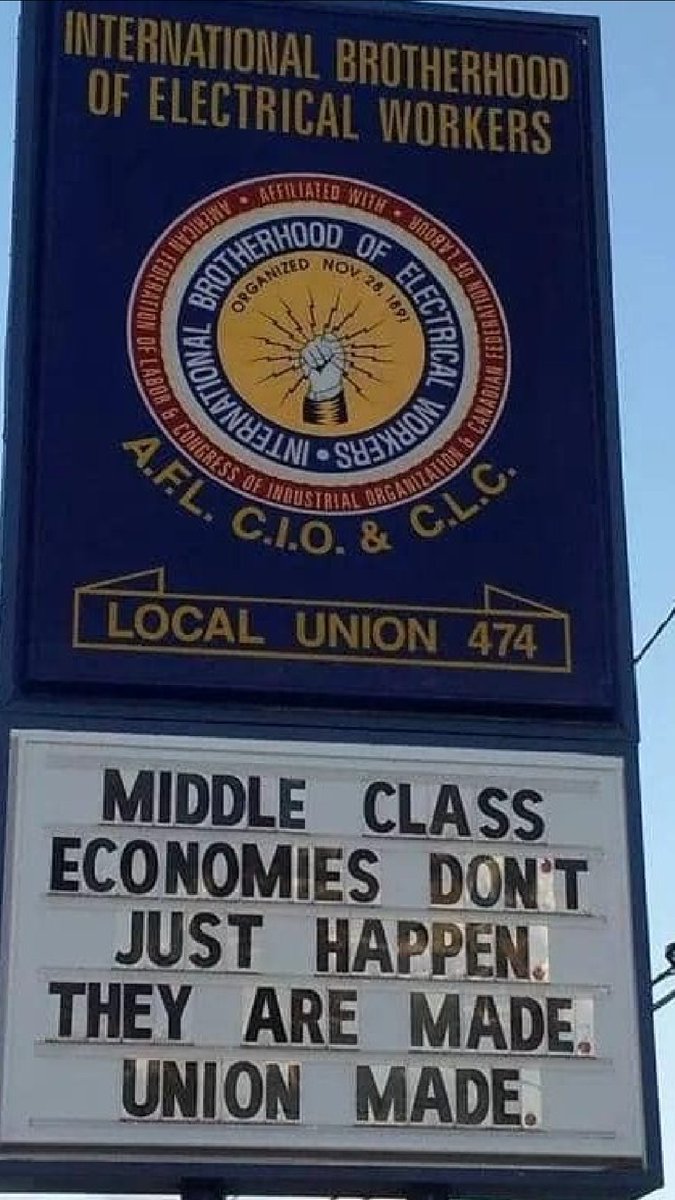 INTERNATIONAL BROTHERHOOD
OF ELECTRICAL WORKERS
AFFILIATED WITH • AMERICAN FEDERATION OF LABOR & CONGRESS OF INDUSTRIAL ORGANIZATION & CANADIAN FEDERATION OF LABOUR •
INTERNATIONAL BROTHERHOOD OF ELECTRICAL WORKERS •
ORGANIZED NOV. 28, 1891
A.F.L. C.I.O. & C.L.C.
LOCAL UNION 474
MIDDLE CLASS
ECONOMIES DON'T
JUST HAPPEN.
THEY ARE MADE.
UNION MADE.